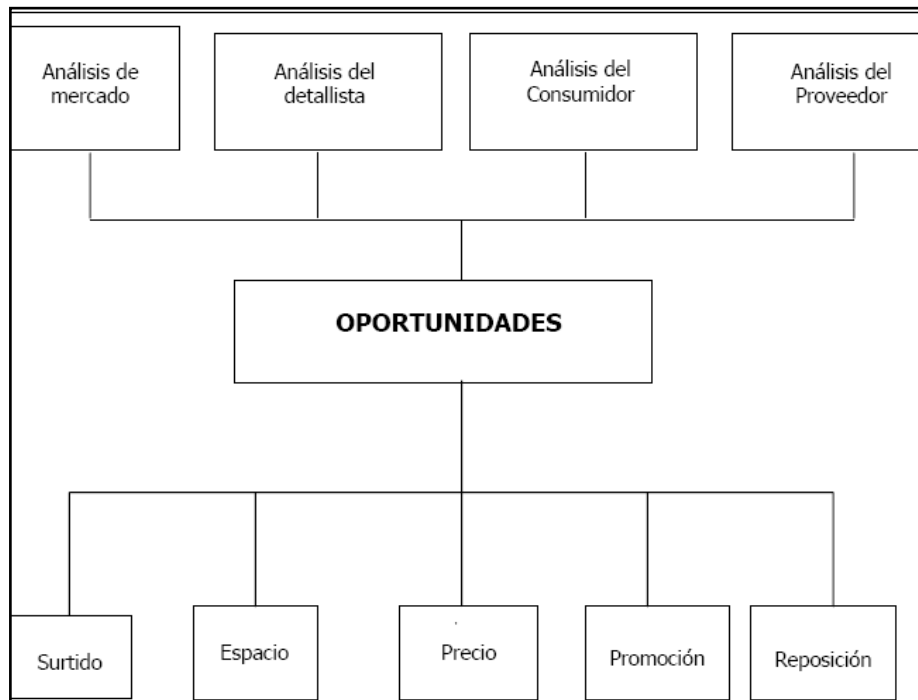 Análisis de
mercado
Análisis del
detallista
Análisis del
Consumidor
Análisis del
Proveedor
OPORTUNIDADES
Surtido
Espacio
Precio
Promoción
Reposición